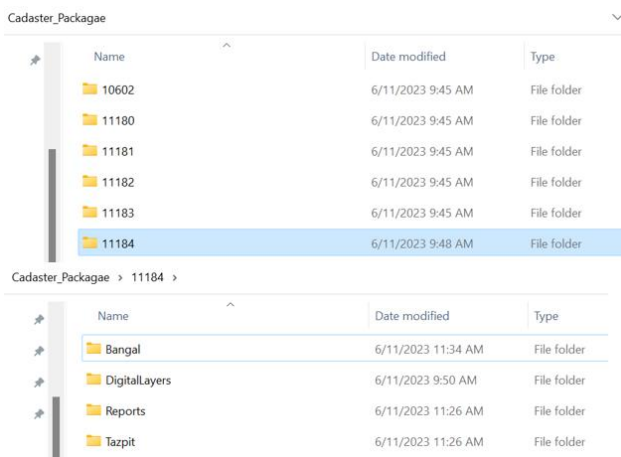 Cadaster_Packagae
Name Date modified Type
10602 6/11/2023 9:45 AM File folder
11180 6/11/2023 9:45 AM File folder
11181 6/11/2023 9:45 AM File folder
11182 6/11/2023 9:45 AM File folder
11183 6/11/2023 9:45 AM File folder
11184 6/11/2023 9:48 AM File folder
Cadaster_Packagae > 11184 >
Name Date modified Type
Bangal 6/11/2023 11:34 AM File folder
DigitalLayers 6/11/2023 9:50 AM File folder
Reports 6/11/2023 11:26 AM File folder
Tazpit 6/11/2023 11:26 AM File folder